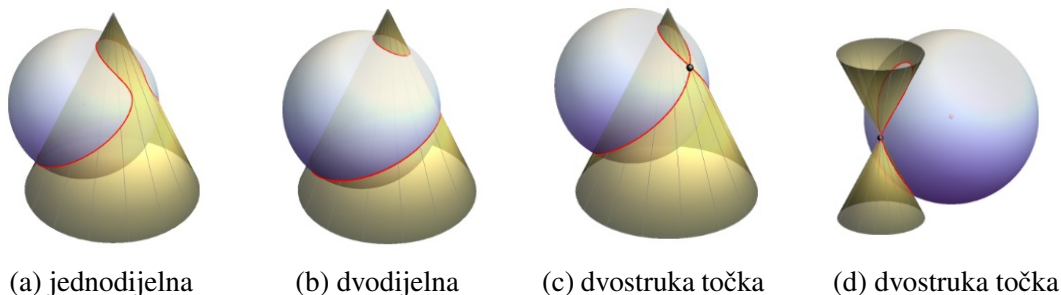 (a) jednodijelna (b) dvodijelna (c) dvostruka točka (d) dvostruka točka